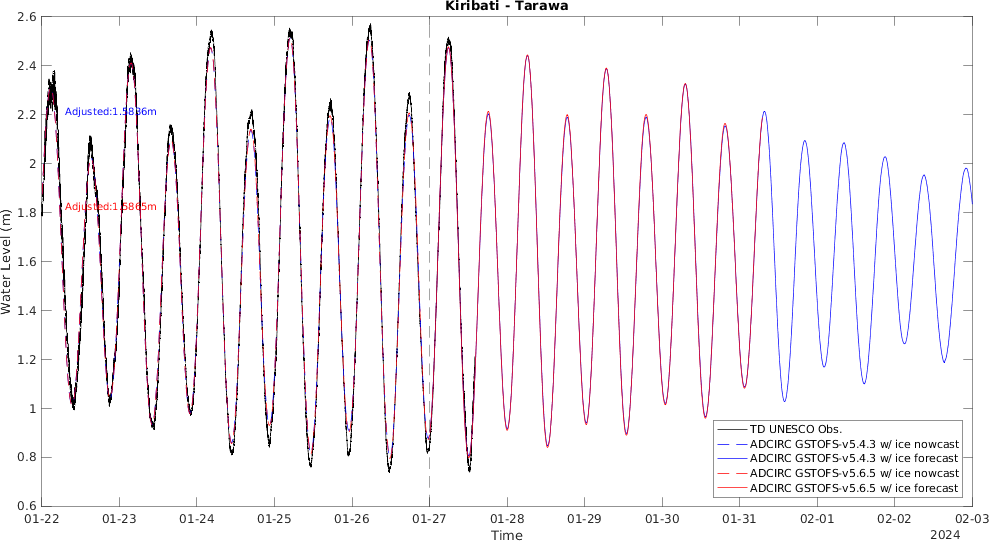 Kiribati - Tarawa
2.6
2.4
2.2
2
1.8
1.6
1.4
1.2
1
0.8
0.6
Water Level (m)
Adjusted:1.5836m
Adjusted:1.5865m
TD UNESCO Obs.
ADCIRC GSTOFS-v5.4.3 w/ ice nowcast
ADCIRC GSTOFS-v5.4.3 w/ ice forecast
ADCIRC GSTOFS-v5.6.5 w/ ice nowcast
ADCIRC GSTOFS-v5.6.5 w/ ice forecast
01-22 01-23 01-24 01-25 01-26 01-27 01-28 01-29 01-30 01-31 02-01 02-02 02-03
Time
2024